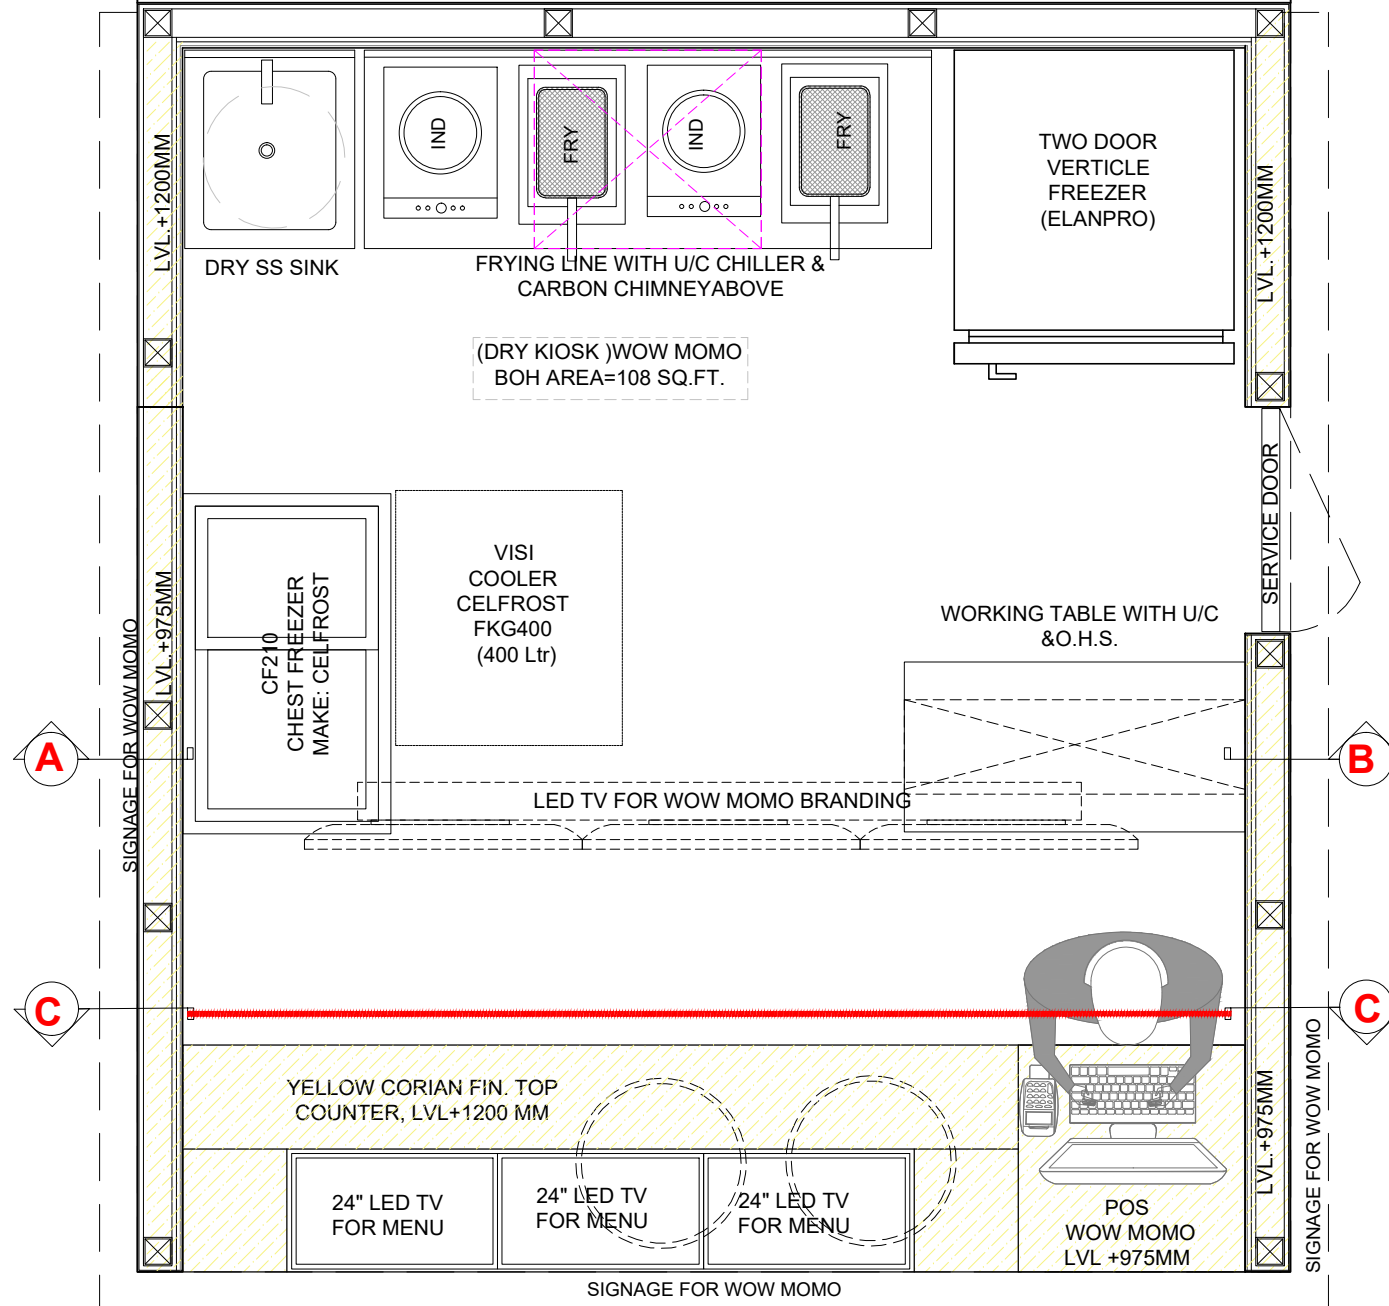 LVL.+1200MM
IND
FRY
IND
FRY
TWO DOOR
VERTICLE
FREEZER
(ELANPRO)
LVL.+1200MM
DRY SS SINK
FRYING LINE WITH U/C CHILLER &
CARBON CHIMNEYABOVE
(DRY KIOSK )WOW MOMO
BOH AREA=108 SQ.FT.
SERVICE DOOR
VISI
COOLER
CELFROST
FKG400
(400 Ltr)
CF210
CHEST FREEZER
MAKE: CELFROST
LVL.+975MM
SIGNAGE FOR WOW MOMO
WORKING TABLE WITH U/C
&O.H.S.
A
B
LED TV FOR WOW MOMO BRANDING
C
C
YELLOW CORIAN FIN. TOP
COUNTER, LVL+1200 MM
24" LED TV
FOR MENU
24" LED TV
FOR MENU
24" LED TV
FOR MENU
POS
WOW MOMO
LVL +975MM
LVL.+975MM
SIGNAGE FOR WOW MOMO
SIGNAGE FOR WOW MOMO